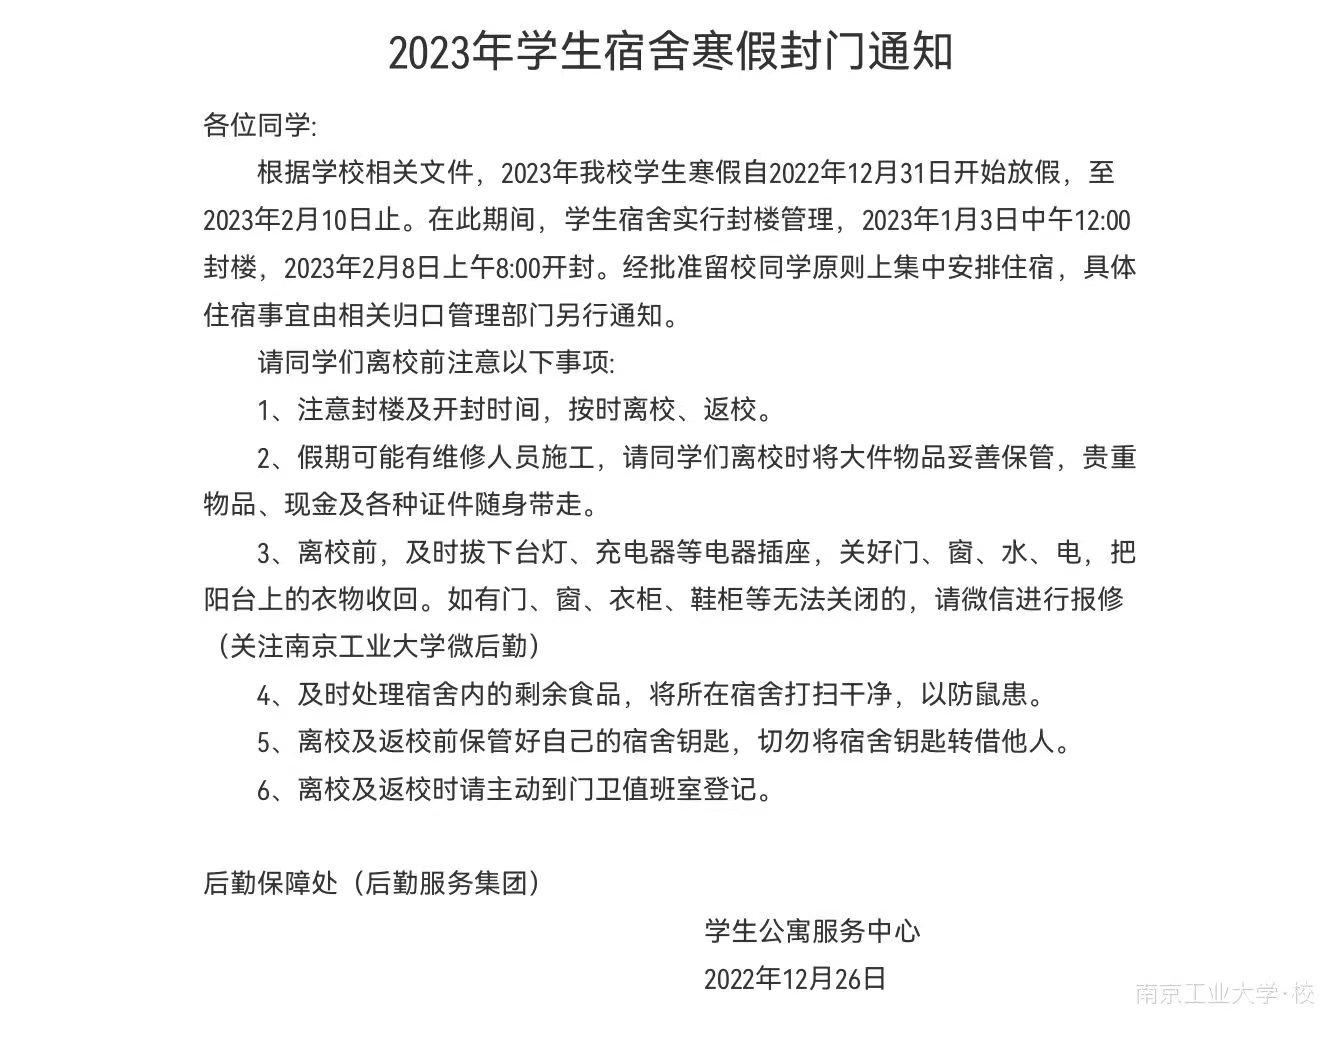 2023年学生宿舍寒假封门通知
各位同学:
根据学校相关文件，2023年我校学生寒假自2022年12月31日开始放假，至
2023年2月10日止。在此期间，学生宿舍实行封楼管理，2023年1月3日中午12:00
封楼，2023年2月8日上午8:00开封。经批准留校同学原则上集中安排住宿，具体
住宿事宜由相关归口管理部门另行通知。
请同学们离校前注意以下事项:
1、注意封楼及开封时间，按时离校、返校。
2、假期可能有维修人员施工，请同学们离校时将大件物品妥善保管，贵重
物品、现金及各种证件随身带走。
3、离校前，及时拔下台灯、充电器等电器插座，关好门、窗、水、电，把
阳台上的衣物收回。如有门、窗、衣柜、鞋柜等无法关闭的，请微信进行报修
（关注南京工业大学微后勤）
4、及时处理宿舍内的剩余食品，将所在宿舍打扫干净，以防鼠患。
5、离校及返校前保管好自己的宿舍钥匙，切勿将宿舍钥匙转借他人。
6、离校及返校时请主动到门卫值班室登记。
后勤保障处（后勤服务集团）
学生公寓服务中心
2022年12月26日
南京工业大学·校